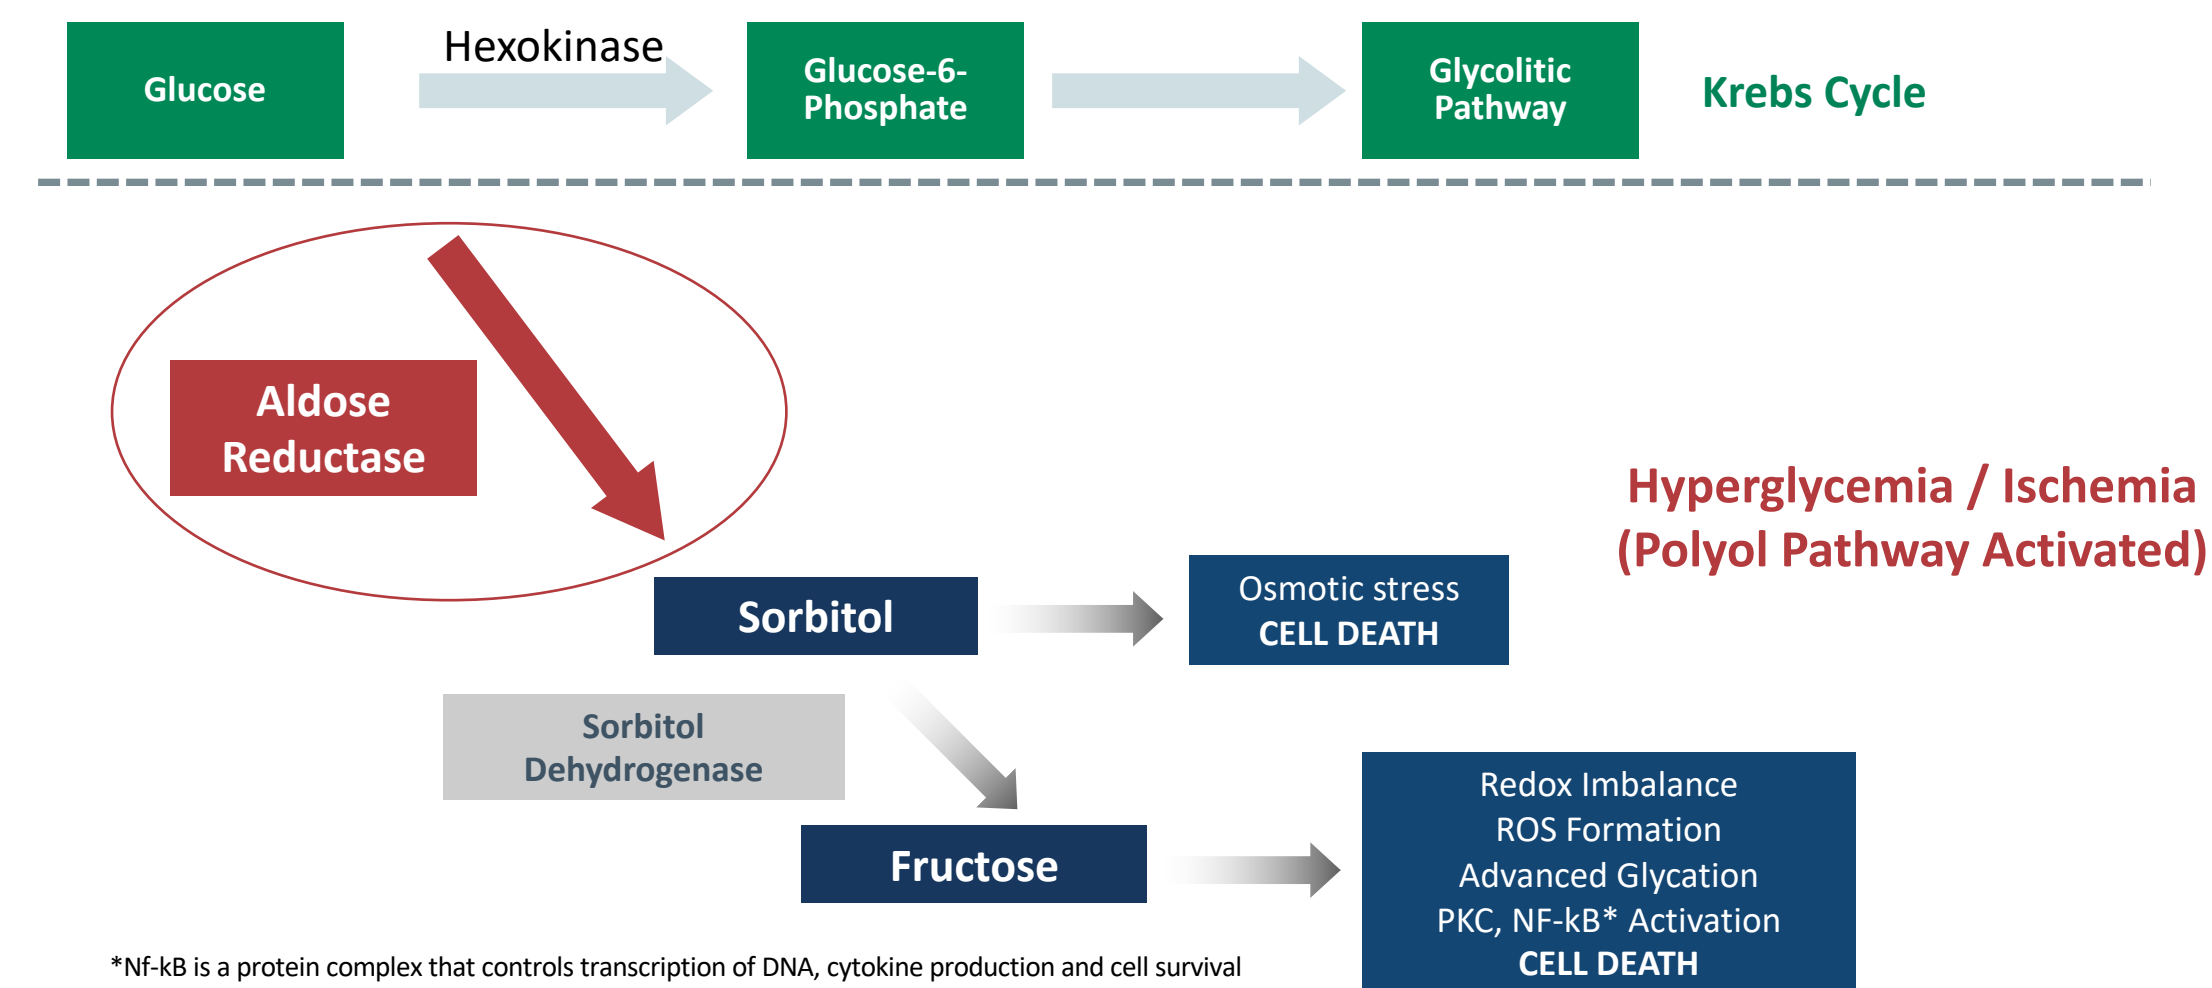 Glucose
Hexokinase
Glucose-6-
Phosphate
Glycolitic
Pathway
Krebs Cycle
Aldose
Reductase
Hyperglycemia / Ischemia
(Polyol Pathway Activated)
Sorbitol
Osmotic stress
CELL DEATH
Sorbitol
Dehydrogenase
Fructose
Redox Imbalance
ROS Formation
Advanced Glycation
PKC, NF-kB* Activation
CELL DEATH
*Nf-kB is a protein complex that controls transcription of DNA, cytokine production and cell survival